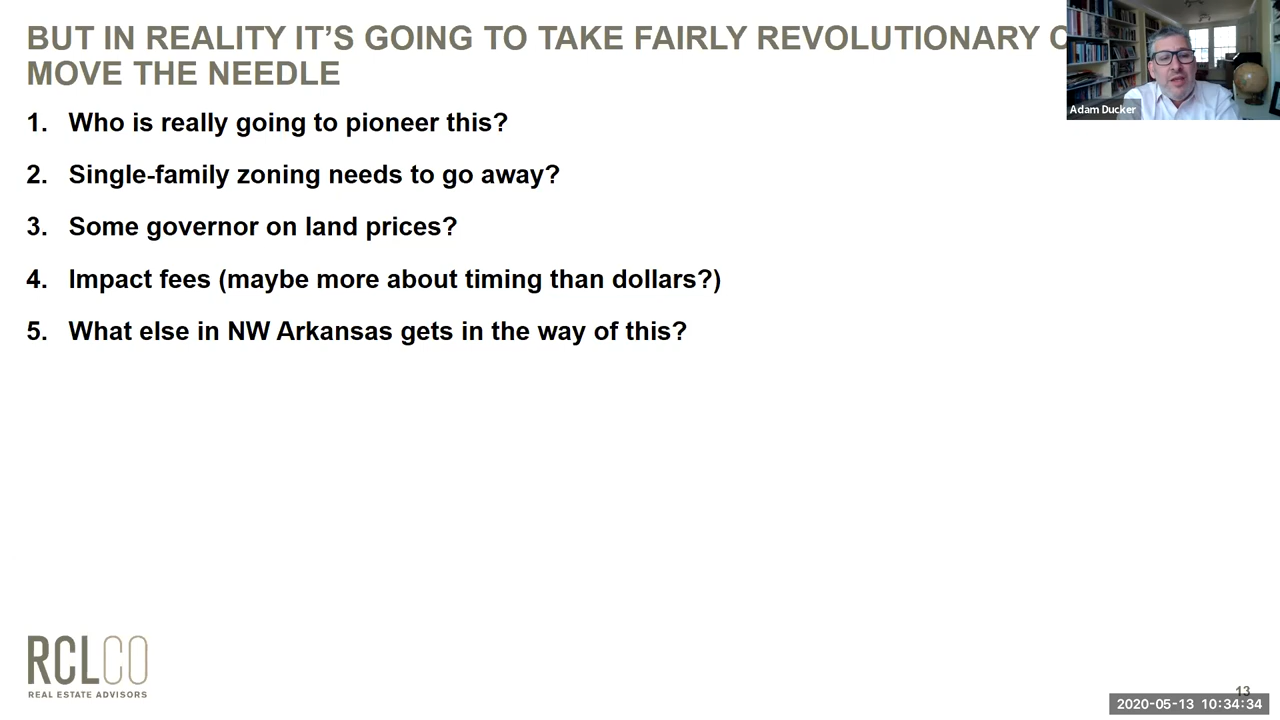 BUT IN REALITY IT’S GOING TO TAKE FAIRLY REVOLUTIONARY
MOVE THE NEEDLE
Adam Ducker
1. Who is really going to pioneer this?
2. Single-family zoning needs to go away?
3. Some governor on land prices?
4. Impact fees (maybe more about timing than dollars?)
5. What else in NW Arkansas gets in the way of this?
RCLCO
REAL ESTATE ADVISORS
13
2020-05-13 10:34:34